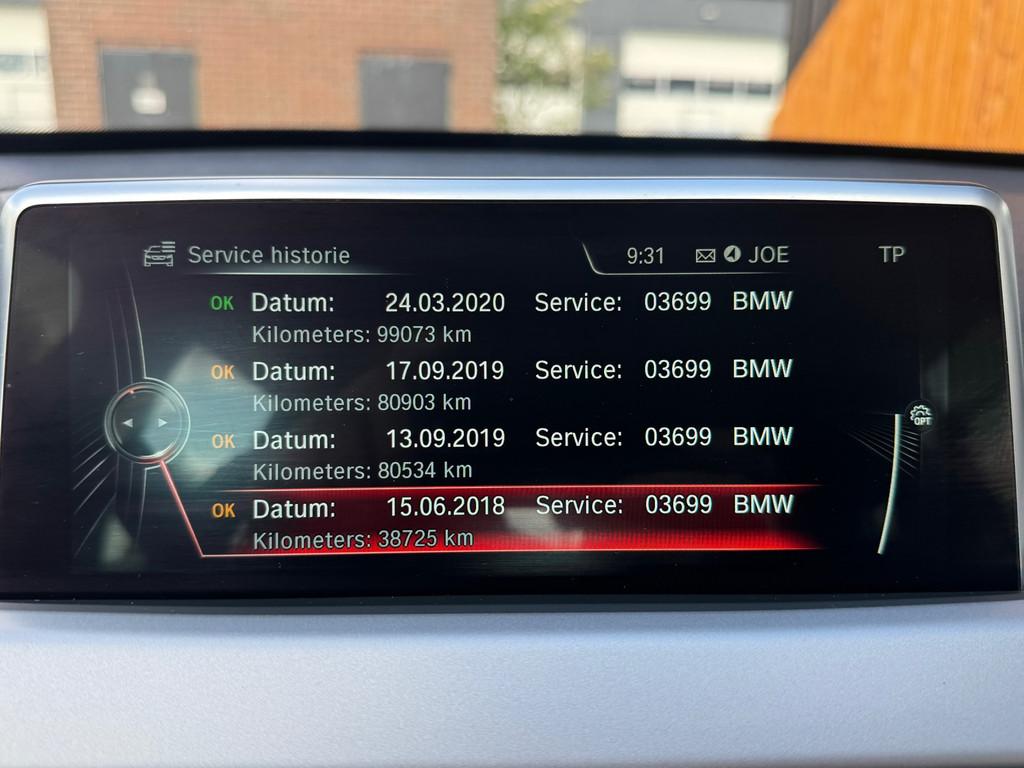 Service historie 9:31 JOE TP
OK Datum: 24.03.2020 Service: 03699 BMW
Kilometers: 99073 km
OK Datum: 17.09.2019 Service: 03699 BMW
Kilometers: 80903 km
OK Datum: 13.09.2019 Service: 03699 BMW
Kilometers: 80534 km
OK Datum: 15.06.2018 Service: 03699 BMW
Kilometers: 38725 km
OPT